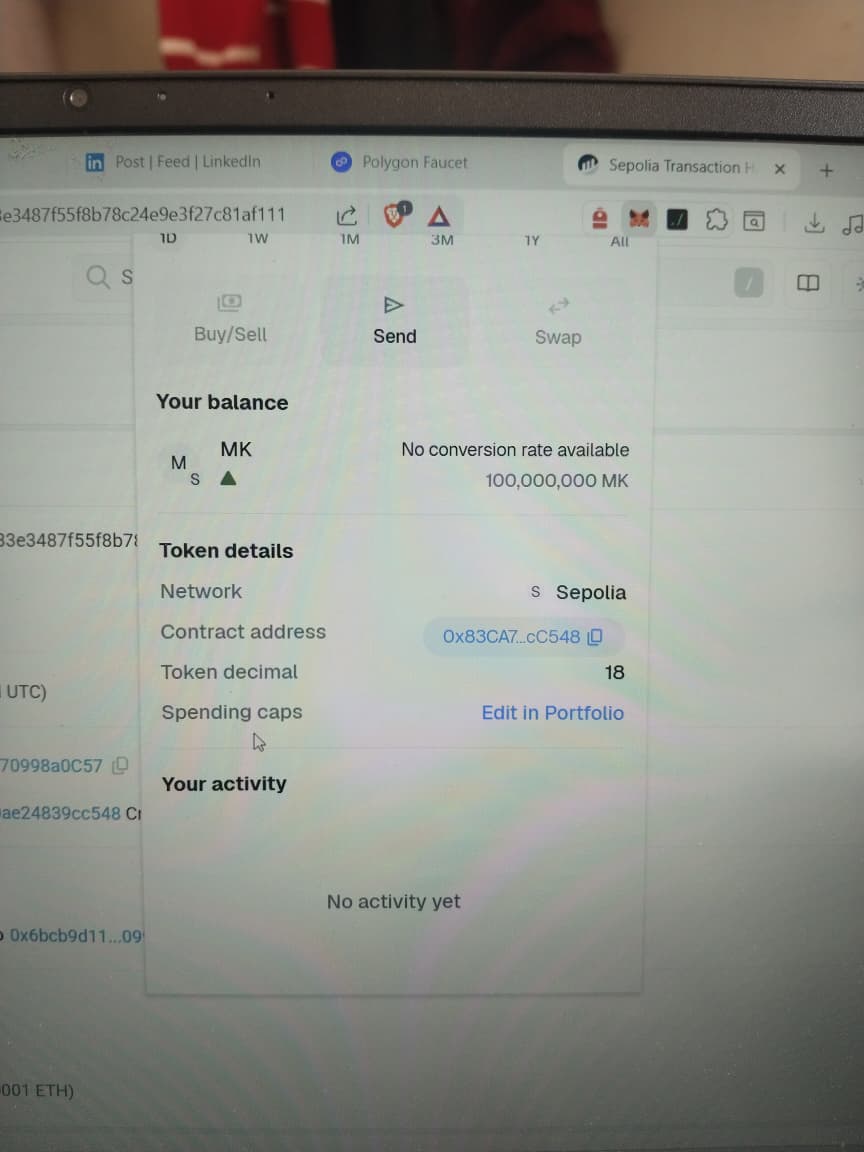 Post | Feed | LinkedIn
Polygon Faucet
Sepolia Transaction H
3e3487f55f8b78c24e9e3f27c81af111
1
1D
1W
1M
3M
1Y
All
S
/
Buy/Sell
Send
Swap
Your balance
M
S
MK
No conversion rate available
100,000,000 MK
33e3487f55f8b78
Token details
Network
S Sepolia
Contract address
0x83CA7...cC548
Token decimal
18
UTC)
Spending caps
Edit in Portfolio
70998a0C57
Your activity
ae24839cc548 Cr
No activity yet
0x6bcb9d11...09
001 ETH)